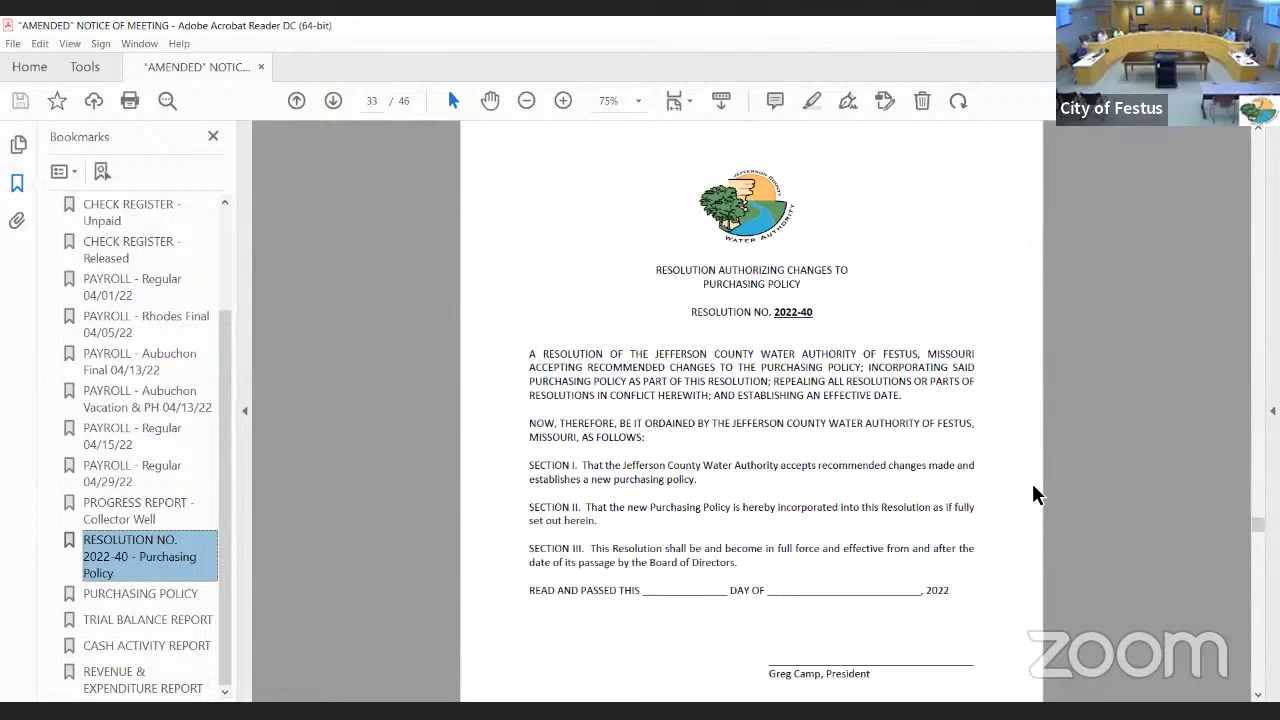 "AMENDED" NOTICE OF MEETING - Adobe Acrobat Reader DC (64-bit)
File Edit View Sign Window Help
Home Tools "AMENDED" NOTIC... ×
33 / 46 75%
City of Festus
Bookmarks
CHECK REGISTER -
Unpaid
CHECK REGISTER -
Released
PAYROLL - Regular
04/01/22
PAYROLL - Rhodes Final
04/05/22
PAYROLL - Aubuchon
Final 04/13/22
PAYROLL - Aubuchon
Vacation & PH 04/13/22
PAYROLL - Regular
04/15/22
PAYROLL - Regular
04/29/22
PROGRESS REPORT -
Collector Well
RESOLUTION NO.
2022-40 - Purchasing
Policy
PURCHASING POLICY
TRIAL BALANCE REPORT
CASH ACTIVITY REPORT
REVENUE &
EXPENDITURE REPORT
JEFFERSON COUNTY
WATER AUTHORITY
RESOLUTION AUTHORIZING CHANGES TO
PURCHASING POLICY
RESOLUTION NO. 2022-40
A RESOLUTION OF THE JEFFERSON COUNTY WATER AUTHORITY OF FESTUS, MISSOURI
ACCEPTING RECOMMENDED CHANGES TO THE PURCHASING POLICY; INCORPORATING SAID
PURCHASING POLICY AS PART OF THIS RESOLUTION; REPEALING ALL RESOLUTIONS OR PARTS OF
RESOLUTIONS IN CONFLICT HEREWITH; AND ESTABLISHING AN EFFECTIVE DATE.
NOW, THEREFORE, BE IT ORDAINED BY THE JEFFERSON COUNTY WATER AUTHORITY OF FESTUS,
MISSOURI, AS FOLLOWS:
SECTION I. That the Jefferson County Water Authority accepts recommended changes made and
establishes a new purchasing policy.
SECTION II. That the new Purchasing Policy is hereby incorporated into this Resolution as if fully
set out herein.
SECTION III. This Resolution shall be and become in full force and effective from and after the
date of its passage by the Board of Directors.
READ AND PASSED THIS _______________ DAY OF ___________________________, 2022
Greg Camp, President
zoom